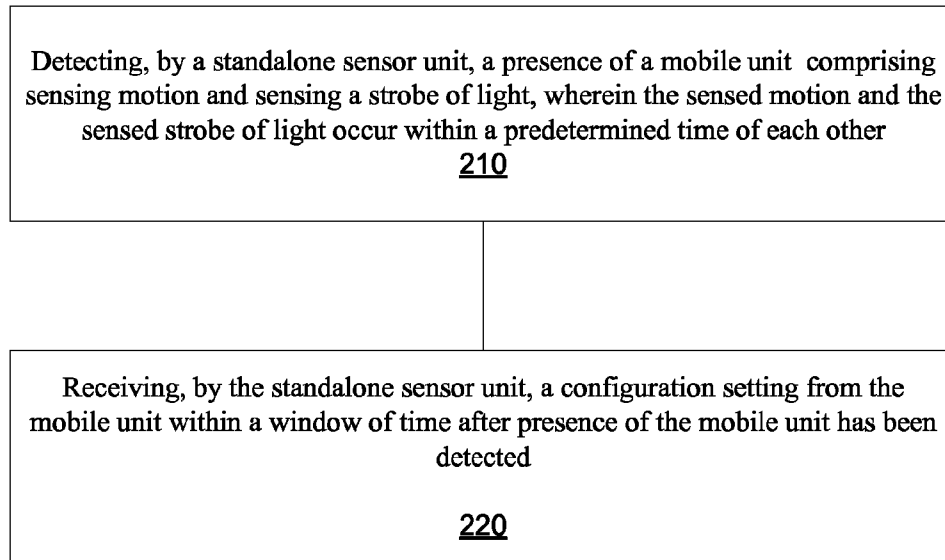 Detecting, by a standalone sensor unit, a presence of a mobile unit comprising
sensing motion and sensing a strobe of light, wherein the sensed motion and the
sensed strobe of light occur within a predetermined time of each other
210
Receiving, by the standalone sensor unit, a configuration setting from the
mobile unit within a window of time after presence of the mobile unit has been
detected
220